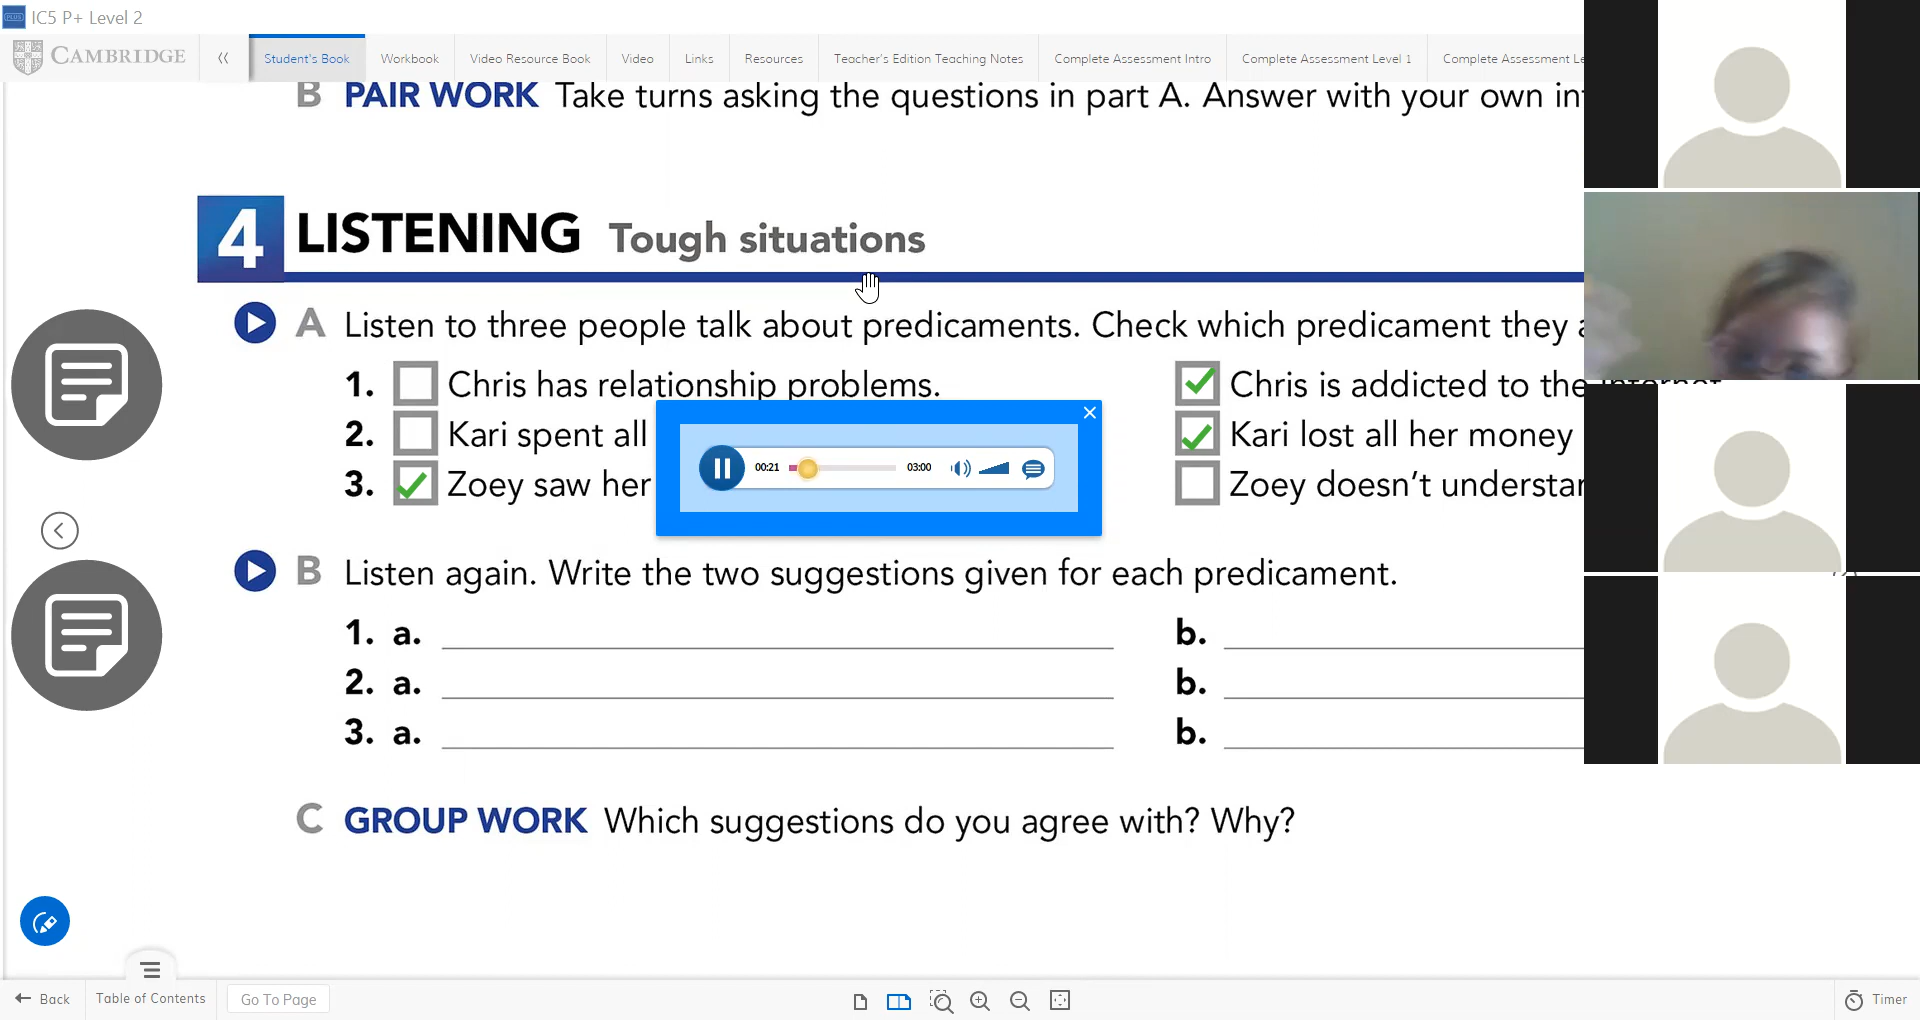 IC5 P+ Level 2
CAMBRIDGE
Student's Book
Workbook
Video Resource Book
Video
Links
Resources
Teacher's Edition Teaching Notes
Complete Assessment Intro
Complete Assessment Level 1
Complete Assessment Le
B PAIR WORK Take turns asking the questions in part A. Answer with your own in
4 LISTENING Tough situations
A Listen to three people talk about predicaments. Check which predicament they a
1. Chris has relationship problems. Chris is addicted to the Internet
2. Kari spent all Kari lost all her money
3. Zoey saw her Zoey doesn't understan
00:21 03:00
B Listen again. Write the two suggestions given for each predicament.
1. a. b.
2. a. b.
3. a. b.
C GROUP WORK Which suggestions do you agree with? Why?
Back
Table of Contents
Go To Page
Timer